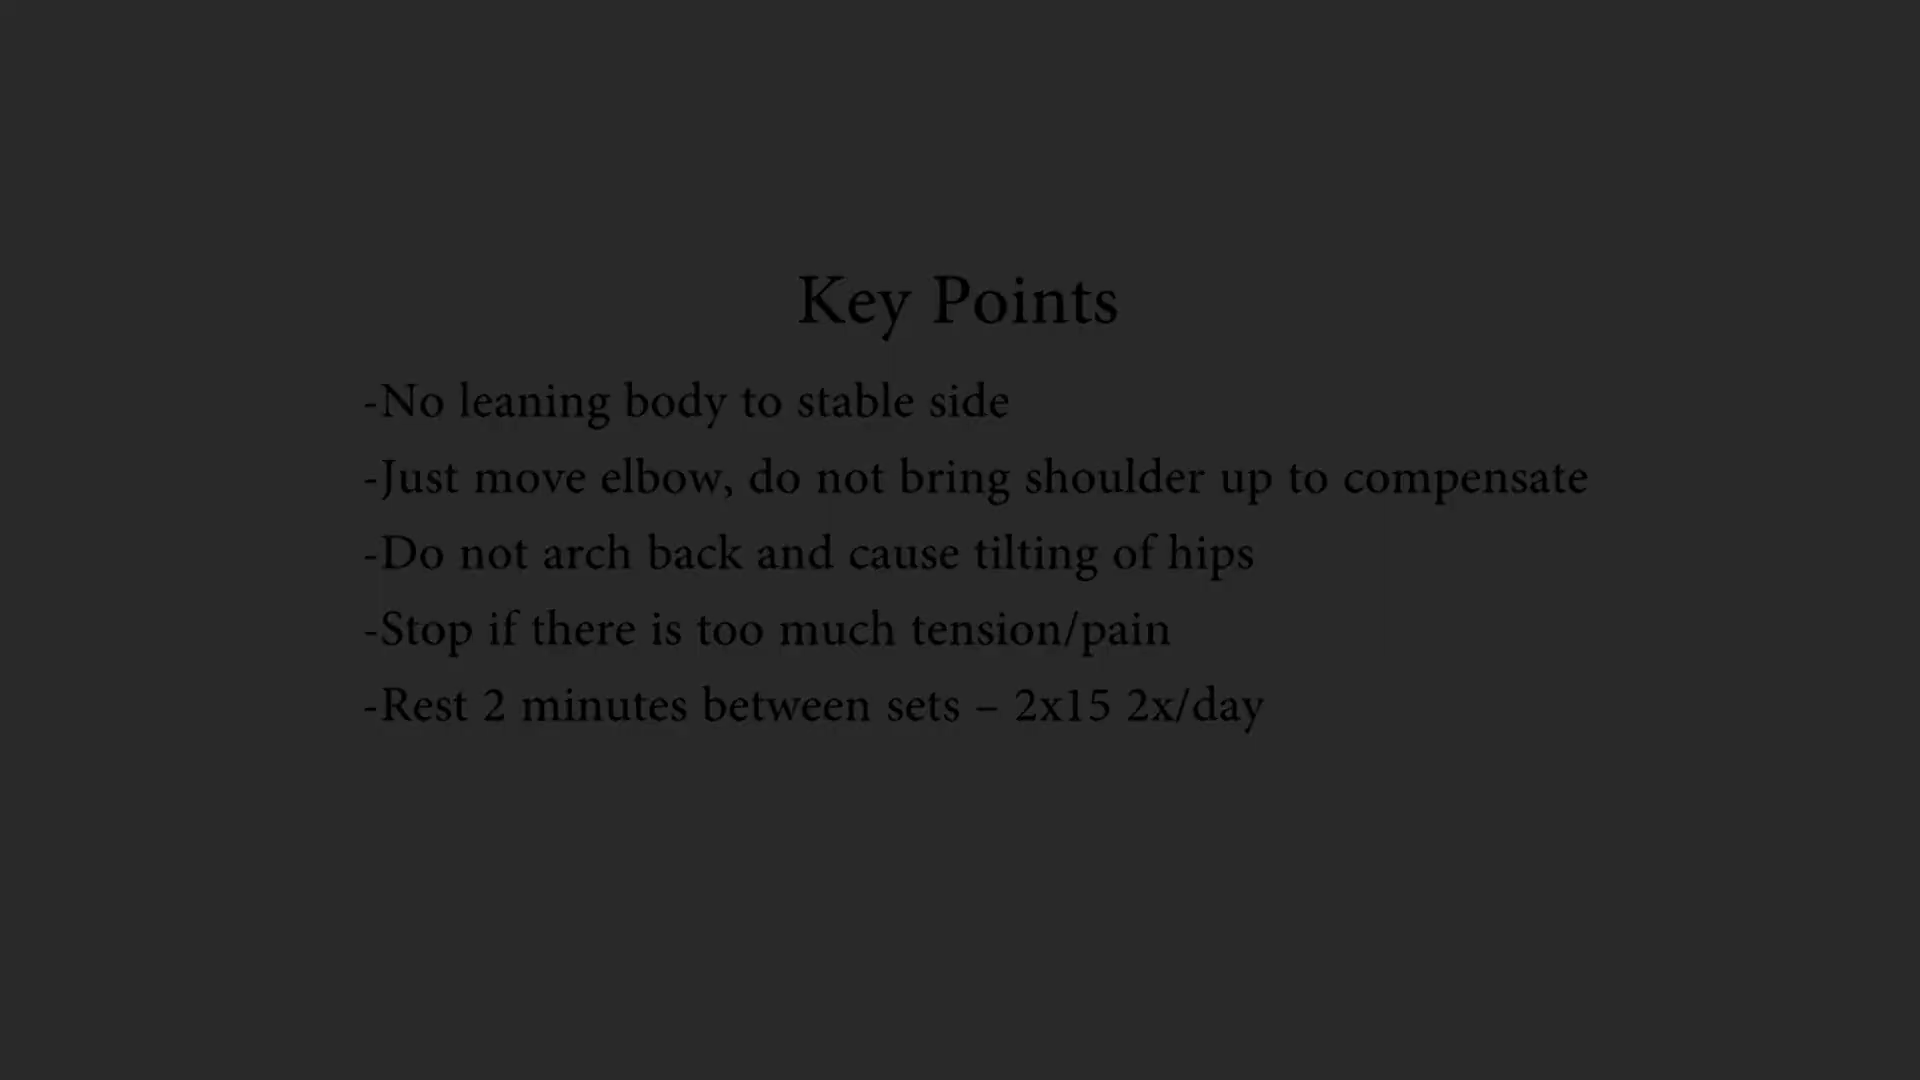 Key Points
-No leaning body to stable side
-Just move elbow, do not bring shoulder up to compensate
-Do not arch back and cause tilting of hips
-Stop if there is too much tension/pain
-Rest 2 minutes between sets – 2x15 2x/day